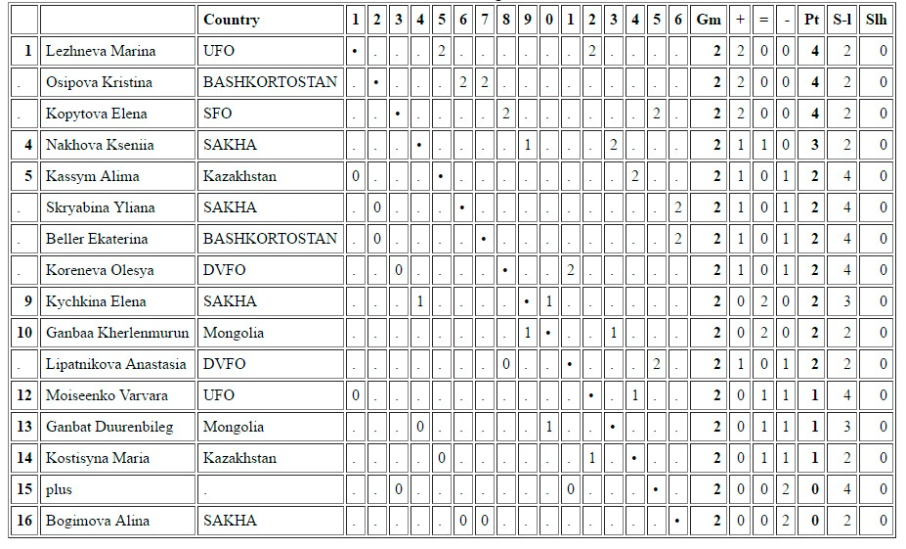 Country 1 2 3 4 5 6 7 8 9 0 1 2 3 4 5 6 Gm + = - Pt S-l Slh
1 Lezhneva Marina UFO • . . . 2 . . . . . . 2 . . . . 2 2 0 0 4 2 0
. Osipova Kristina BASHKORTOSTAN . • . . . 2 2 . . . . . . . . . 2 2 0 0 4 2 0
. Kopytova Elena SFO . . • . . . . 2 . . . . . . 2 . 2 2 0 0 4 2 0
4 Nakhova Kseniia SAKHA . . . • . . . . 1 . . . 2 . . . 2 1 1 0 3 2 0
5 Kassym Alima Kazakhstan 0 . . . • . . . . . . . . 2 . . 2 1 0 1 2 4 0
. Skryabina Yliana SAKHA . 0 . . . • . . . . . . . . . 2 2 1 0 1 2 4 0
. Beller Ekaterina BASHKORTOSTAN . 0 . . . . • . . . . . . . . 2 2 1 0 1 2 4 0
. Koreneva Olesya DVFO . . 0 . . . . • . . 2 . . . . . 2 1 0 1 2 4 0
9 Kychkina Elena SAKHA . . . 1 . . . . • 1 . . . . . . 2 0 2 0 2 3 0
10 Ganbaa Kherlenmurun Mongolia . . . . . . . . 1 • . . 1 . . . 2 0 2 0 2 2 0
. Lipatnikova Anastasia DVFO . . . . . . . 0 . . • . . . 2 . 2 1 0 1 2 2 0
12 Moiseenko Varvara UFO 0 . . . . . . . . . . • . 1 . . 2 0 1 1 1 4 0
13 Ganbat Duurenbileg Mongolia . . . 0 . . . . . 1 . . • . . . 2 0 1 1 1 3 0
14 Kostisyna Maria Kazakhstan . . . . 0 . . . . . . 1 . • . . 2 0 1 1 1 2 0
15 plus . . . 0 . . . . . . . 0 . . . • . 2 0 0 2 0 4 0
16 Bogimova Alina SAKHA . . . . . 0 0 . . . . . . . . • 2 0 0 2 0 2 0